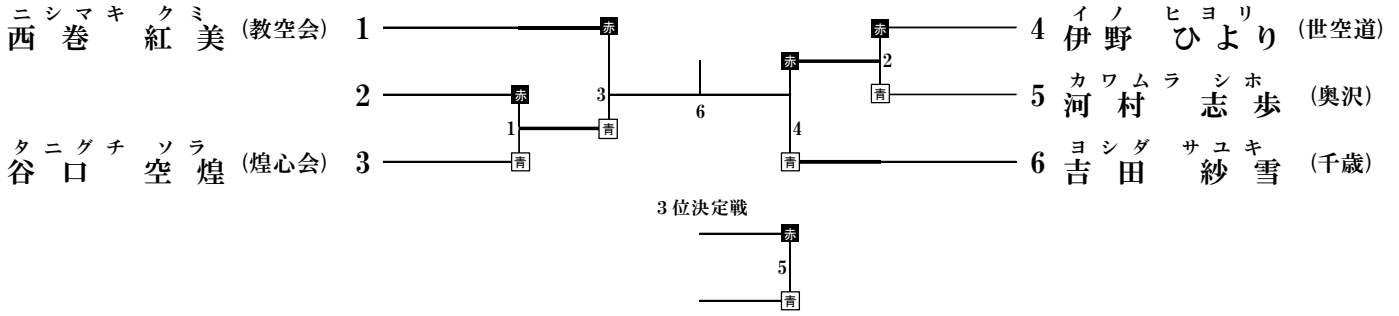 ニシマキ クミ
西巻 紅美 (教空会) 1
2
タニグチ ソラ
谷口 空煌 (煌心会) 3
赤
赤
青
1
青
3
6
赤
赤
2
青
4
青
イノ ヒヨリ
4 伊野 ひより (世空道)
カワムラ シホ
5 河村 志歩 (奥沢)
ヨシダ サユキ
6 吉田 紗雪 (千歳)
3位決定戦
赤
5
青